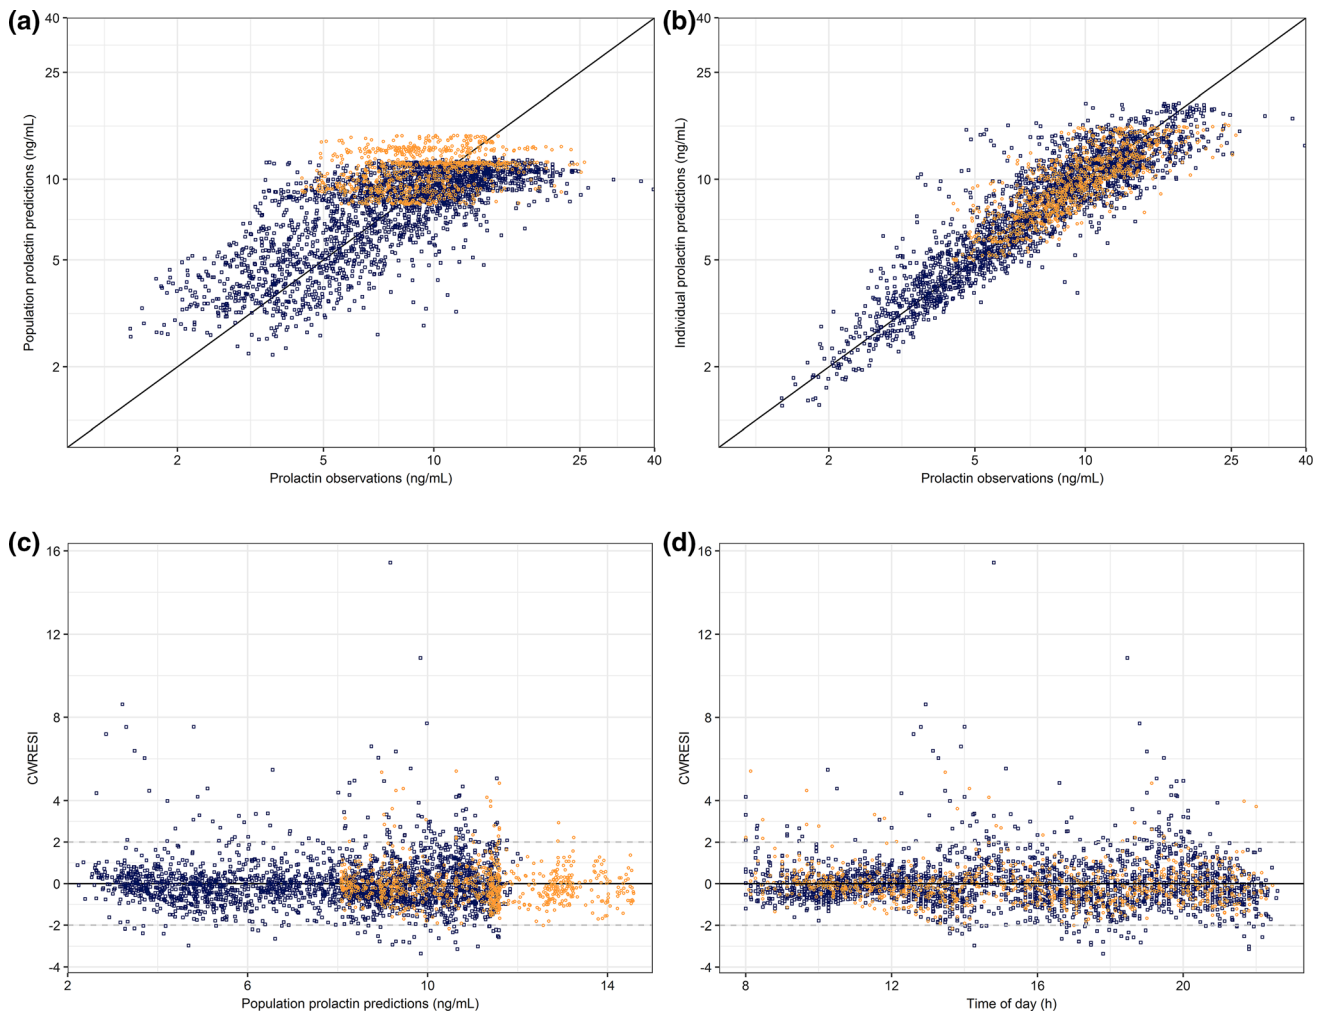 (a)
40
25
10
5
2
Population prolactin predictions (ng/mL)
2 5 10 25 40
Prolactin observations (ng/mL)
(b)
40
25
10
5
2
Individual prolactin predictions (ng/mL)
2 5 10 25 40
Prolactin observations (ng/mL)
(c)
16
12
8
4
2
0
-2
-4
CWRESI
2 6 10 14
Population prolactin predictions (ng/mL)
(d)
16
12
8
4
2
0
-2
-4
CWRESI
8 12 16 20
Time of day (h)